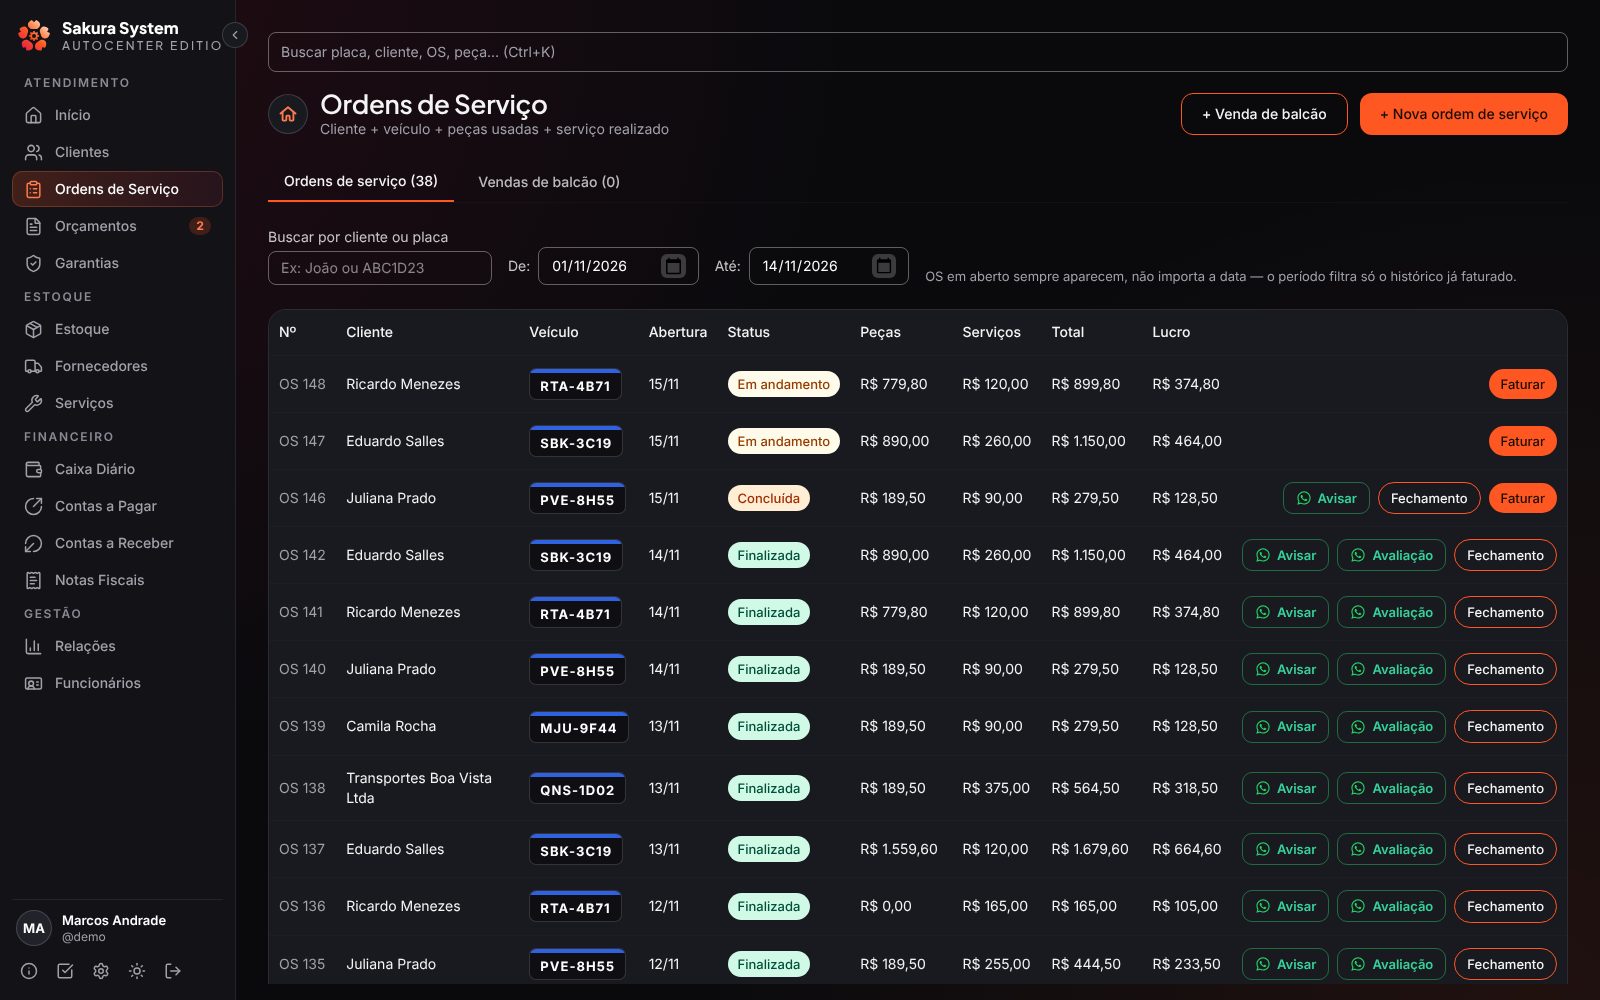 Sakura System
AUTOCENTER EDITIO
ATENDIMENTO
Início
Clientes
Ordens de Serviço
Orçamentos 2
Garantias
ESTOQUE
Estoque
Fornecedores
Serviços
FINANCEIRO
Caixa Diário
Contas a Pagar
Contas a Receber
Notas Fiscais
GESTÃO
Relações
Funcionários
MA
Marcos Andrade
@demo
Buscar placa, cliente, OS, peça... (Ctrl+K)
Ordens de Serviço
Cliente + veículo + peças usadas + serviço realizado
+ Venda de balcão
+ Nova ordem de serviço
Ordens de serviço (38)
Vendas de balcão (0)
Buscar por cliente ou placa
Ex: João ou ABC1D23
De: 01/11/2026
Até: 14/11/2026
OS em aberto sempre aparecem, não importa a data — o período filtra só o histórico já faturado.
Nº Cliente Veículo Abertura Status Peças Serviços Total Lucro
OS 148 Ricardo Menezes RTA-4B71 15/11 Em andamento R$ 779,80 R$ 120,00 R$ 899,80 R$ 374,80 Faturar
OS 147 Eduardo Salles SBK-3C19 15/11 Em andamento R$ 890,00 R$ 260,00 R$ 1.150,00 R$ 464,00 Faturar
OS 146 Juliana Prado PVE-8H55 15/11 Concluída R$ 189,50 R$ 90,00 R$ 279,50 R$ 128,50 Avisar Fechamento Faturar
OS 142 Eduardo Salles SBK-3C19 14/11 Finalizada R$ 890,00 R$ 260,00 R$ 1.150,00 R$ 464,00 Avisar Avaliação Fechamento
OS 141 Ricardo Menezes RTA-4B71 14/11 Finalizada R$ 779,80 R$ 120,00 R$ 899,80 R$ 374,80 Avisar Avaliação Fechamento
OS 140 Juliana Prado PVE-8H55 14/11 Finalizada R$ 189,50 R$ 90,00 R$ 279,50 R$ 128,50 Avisar Avaliação Fechamento
OS 139 Camila Rocha MJU-9F44 13/11 Finalizada R$ 189,50 R$ 90,00 R$ 279,50 R$ 128,50 Avisar Avaliação Fechamento
OS 138 Transportes Boa Vista Ltda QNS-1D02 13/11 Finalizada R$ 189,50 R$ 375,00 R$ 564,50 R$ 318,50 Avisar Avaliação Fechamento
OS 137 Eduardo Salles SBK-3C19 13/11 Finalizada R$ 1.559,60 R$ 120,00 R$ 1.679,60 R$ 664,60 Avisar Avaliação Fechamento
OS 136 Ricardo Menezes RTA-4B71 12/11 Finalizada R$ 0,00 R$ 165,00 R$ 165,00 R$ 105,00 Avisar Avaliação Fechamento
OS 135 Juliana Prado PVE-8H55 12/11 Finalizada R$ 189,50 R$ 255,00 R$ 444,50 R$ 233,50 Avisar Avaliação Fechamento